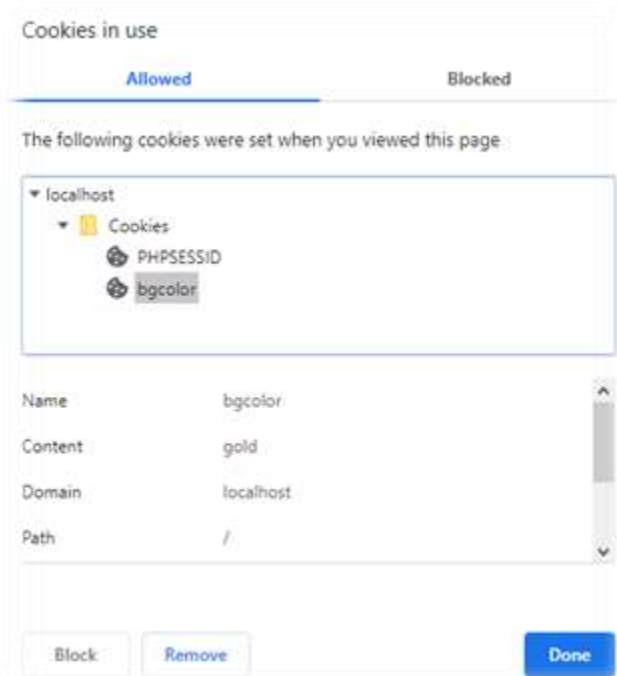 Cookies in use
Allowed Blocked
The following cookies were set when you viewed this page
localhost
Cookies
PHPSESSID
bgcolor
Name bgcolor
Content gold
Domain localhost
Path /
Block Remove Done